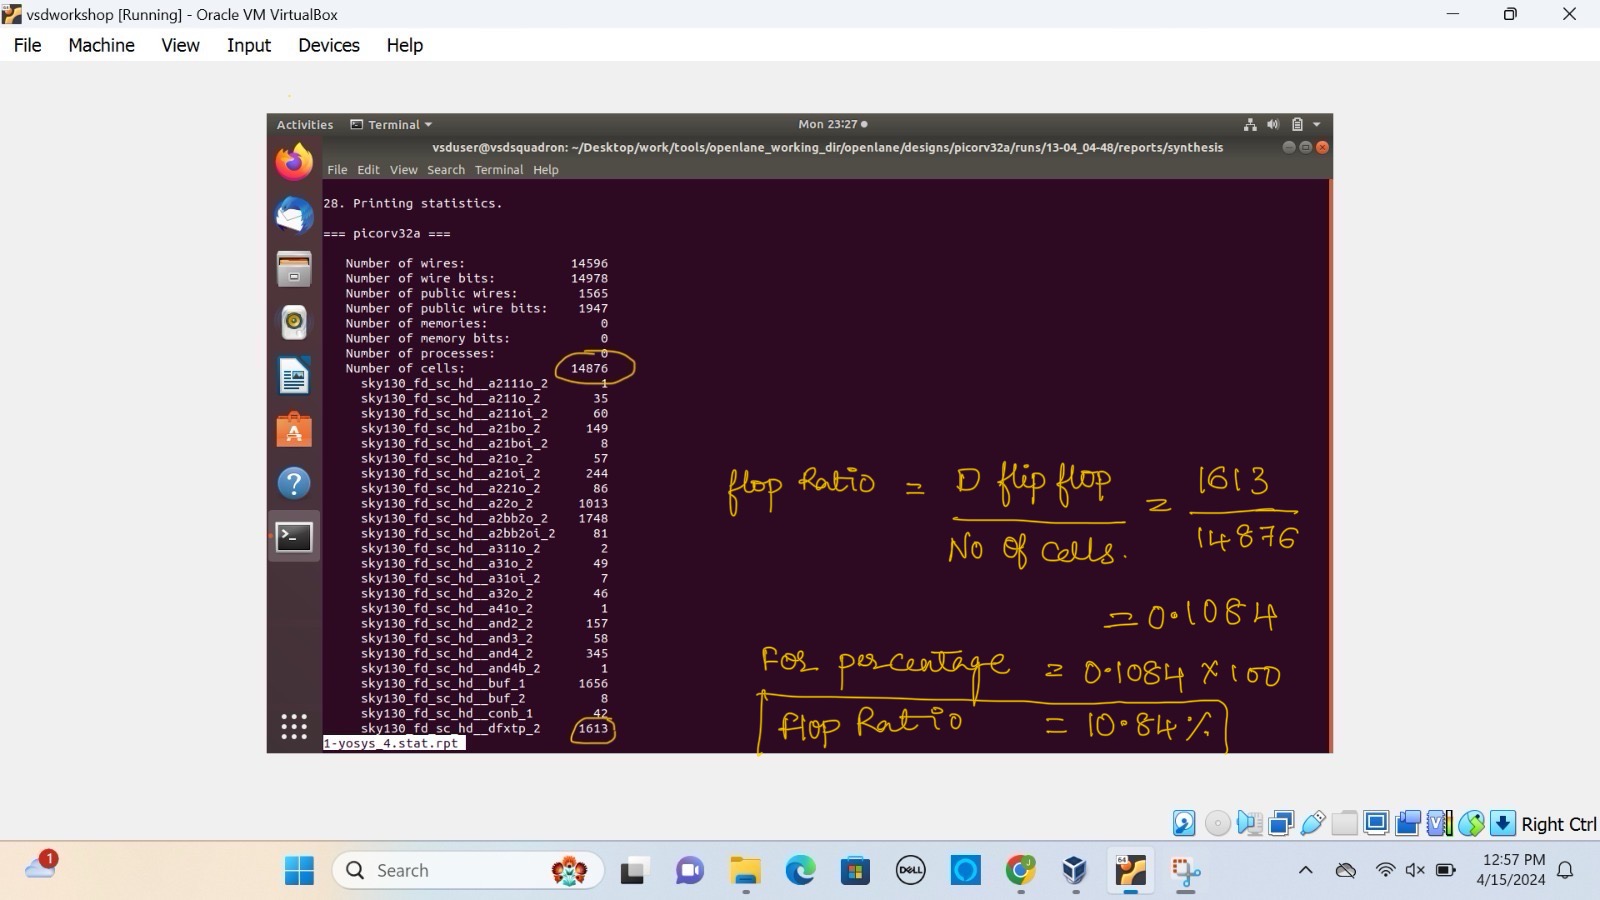 vsdworkshop [Running] - Oracle VM VirtualBox
File Machine View Input Devices Help
Activities Terminal Mon 23:27
vsduser@vsdsquadron: ~/Desktop/work/tools/openlane_working_dir/openlane/designs/picorv32a/runs/13-04_04-48/reports/synthesis
File Edit View Search Terminal Help
28. Printing statistics.
=== picorv32a ===
Number of wires: 14596
Number of wire bits: 14978
Number of public wires: 1565
Number of public wire bits: 1947
Number of memories: 0
Number of memory bits: 0
Number of processes: 0
Number of cells: 14876
sky130_fd_sc_hd__a2111o_2 1
sky130_fd_sc_hd__a211o_2 35
sky130_fd_sc_hd__a211oi_2 60
sky130_fd_sc_hd__a21bo_2 149
sky130_fd_sc_hd__a21boi_2 8
sky130_fd_sc_hd__a21o_2 57
sky130_fd_sc_hd__a21oi_2 244
sky130_fd_sc_hd__a221o_2 86
sky130_fd_sc_hd__a22o_2 1013
sky130_fd_sc_hd__a2bb2o_2 1748
sky130_fd_sc_hd__a2bb2oi_2 81
sky130_fd_sc_hd__a311o_2 2
sky130_fd_sc_hd__a31o_2 49
sky130_fd_sc_hd__a31oi_2 7
sky130_fd_sc_hd__a32o_2 46
sky130_fd_sc_hd__a41o_2 1
sky130_fd_sc_hd__and2_2 157
sky130_fd_sc_hd__and3_2 58
sky130_fd_sc_hd__and4_2 345
sky130_fd_sc_hd__and4b_2 1
sky130_fd_sc_hd__buf_1 1656
sky130_fd_sc_hd__buf_2 8
sky130_fd_sc_hd__conb_1 42
sky130_fd_sc_hd__dfxtp_2 1613
1-yosys_4.stat.rpt
flop Ratio = D flip flop = 1613
No Of cells. 14876
= 0.1084
For percentage = 0.1084 × 100
flop Ratio = 10.84 %
Right Ctrl
1
Search
DELL
64
12:57 PM
4/15/2024